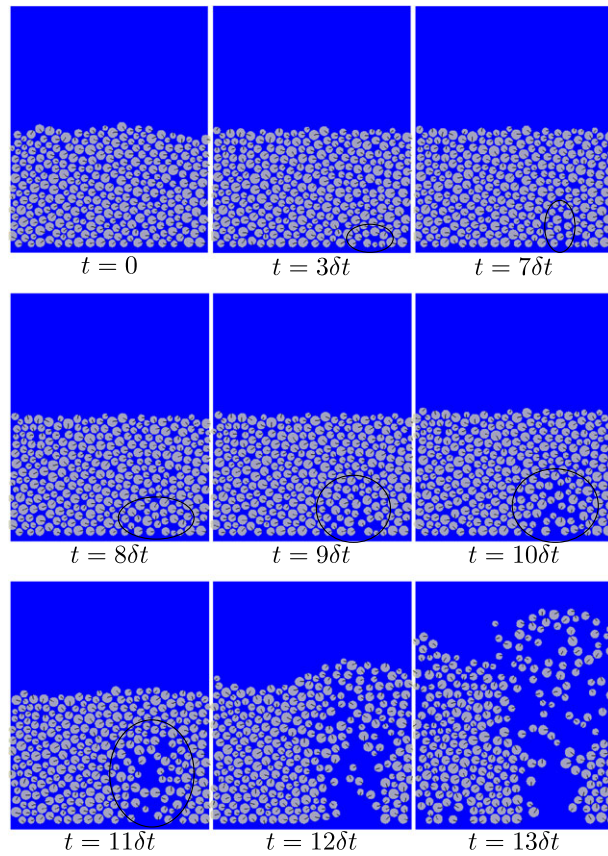 t = 0 t = 3δt t = 7δt
t = 8δt t = 9δt t = 10δt
t = 11δt t = 12δt t = 13δt